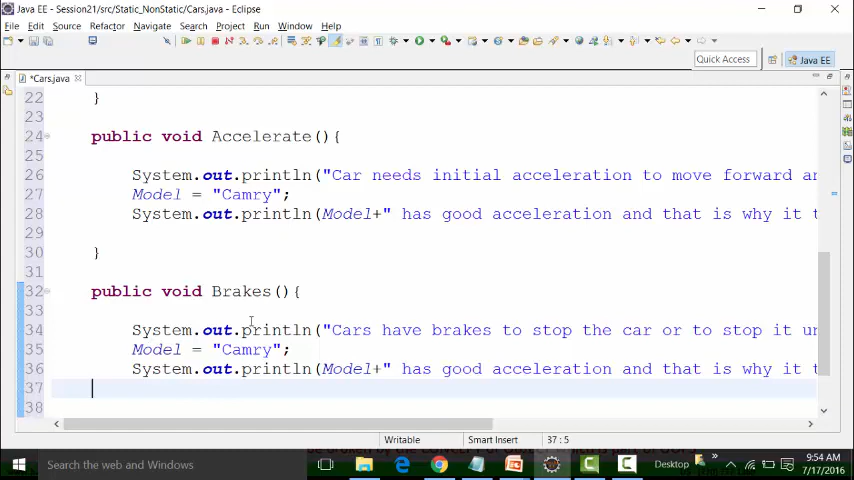 Java EE - Session21/src/Static_NonStatic/Cars.java - Eclipse
File Edit Source Refactor Navigate Search Project Run Window Help
Quick Access
Java EE
*Cars.java
22 }
23
24 public void Accelerate(){
25
26 System.out.println("Car needs initial acceleration to move forward an
27 Model = "Camry";
28 System.out.println(Model+" has good acceleration and that is why it t
29
30 }
31
32 public void Brakes(){
33
34 System.out.println("Cars have brakes to stop the car or to stop it un
35 Model = "Camry";
36 System.out.println(Model+" has good acceleration and that is why it t
37
38
Writable Smart Insert 37 : 5
Search the web and Windows
Desktop
9:54 AM
7/17/2016